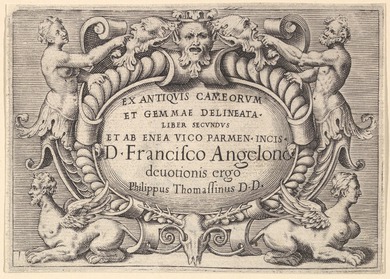 EX ANTIQVIS CAMEORVM
ET GEMMAE DELINEATA·
LIBER SECVNDVS
ET AB ENEA VICO PARMEN·INCIS·
D·Francisco Angelone
deuotionis ergo
Philippus Thomassinus D·D·